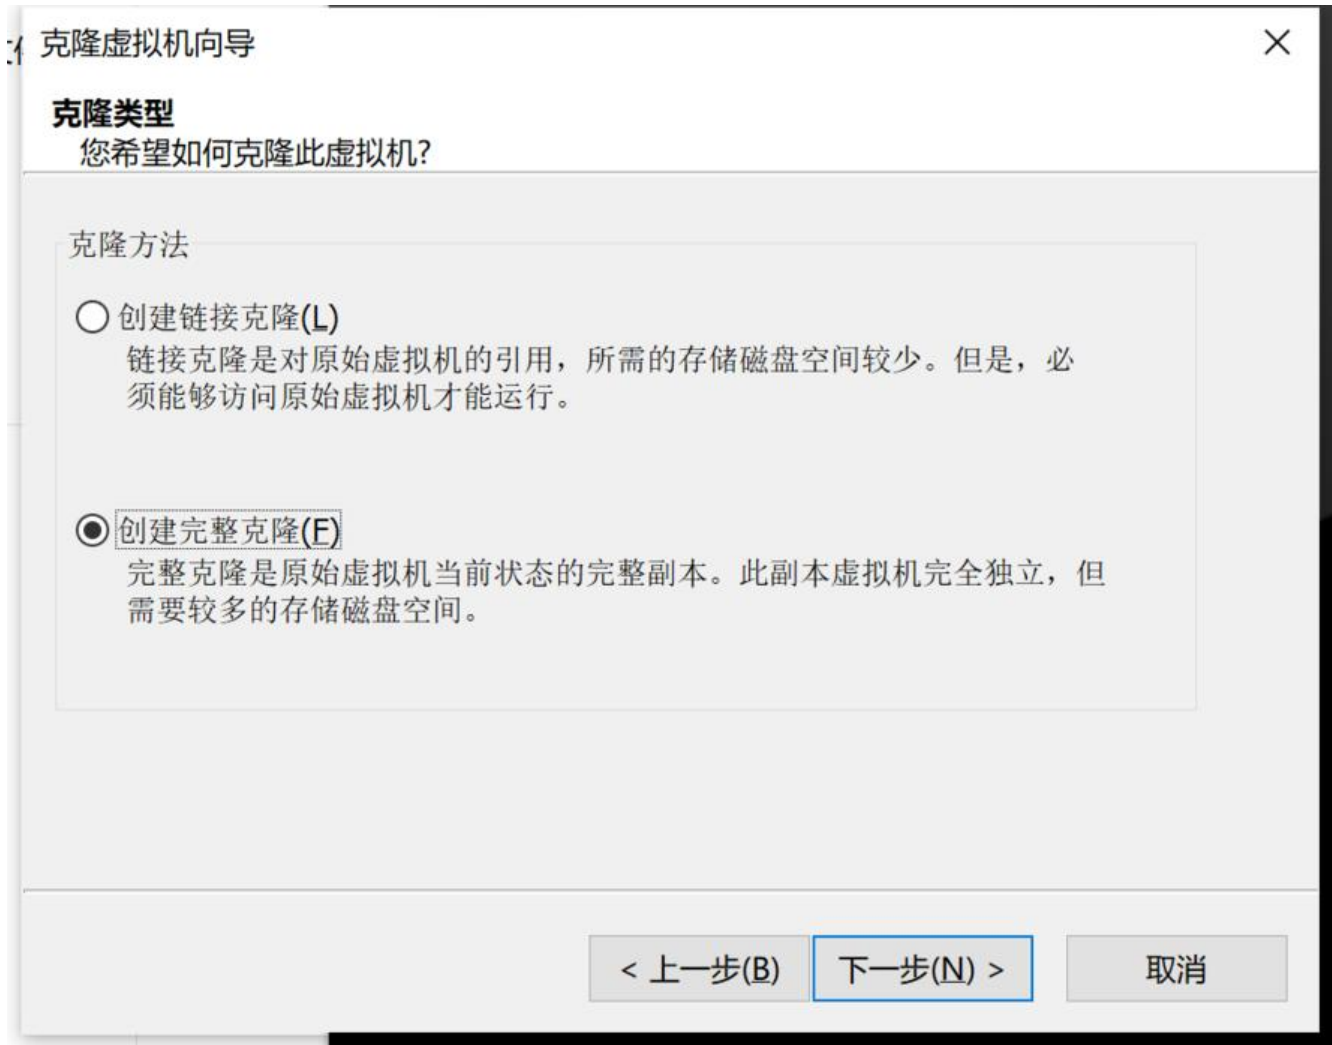 克隆虚拟机向导
克隆类型
您希望如何克隆此虚拟机?
克隆方法
创建链接克隆(L)
链接克隆是对原始虚拟机的引用，所需的存储磁盘空间较少。但是，必
须能够访问原始虚拟机才能运行。
创建完整克隆(F)
完整克隆是原始虚拟机当前状态的完整副本。此副本虚拟机完全独立，但
需要较多的存储磁盘空间。
< 上一步(B)
下一步(N) >
取消